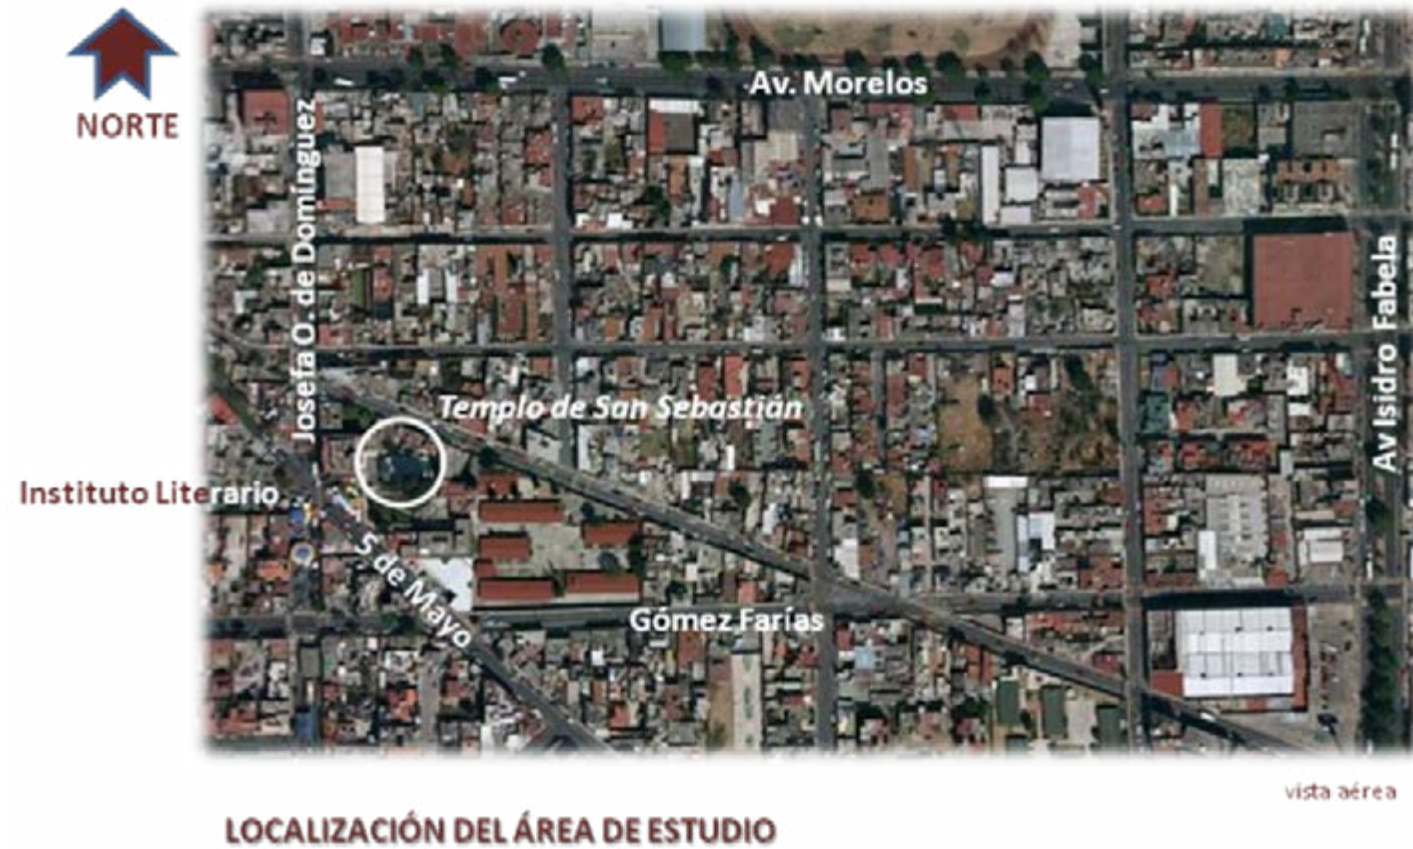 NORTE
Av. Morelos
Josefa O. de Domínguez
Av Isidro Fabela
Templo de San Sebastián
Instituto Literario
5 de Mayo
Gómez Farías
vista aérea
LOCALIZACIÓN DEL ÁREA DE ESTUDIO